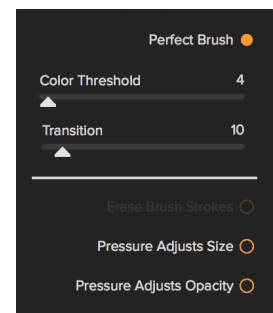 Perfect Brush
Color Threshold 4
Transition 10
Erase Brush Strokes
Pressure Adjusts Size
Pressure Adjusts Opacity